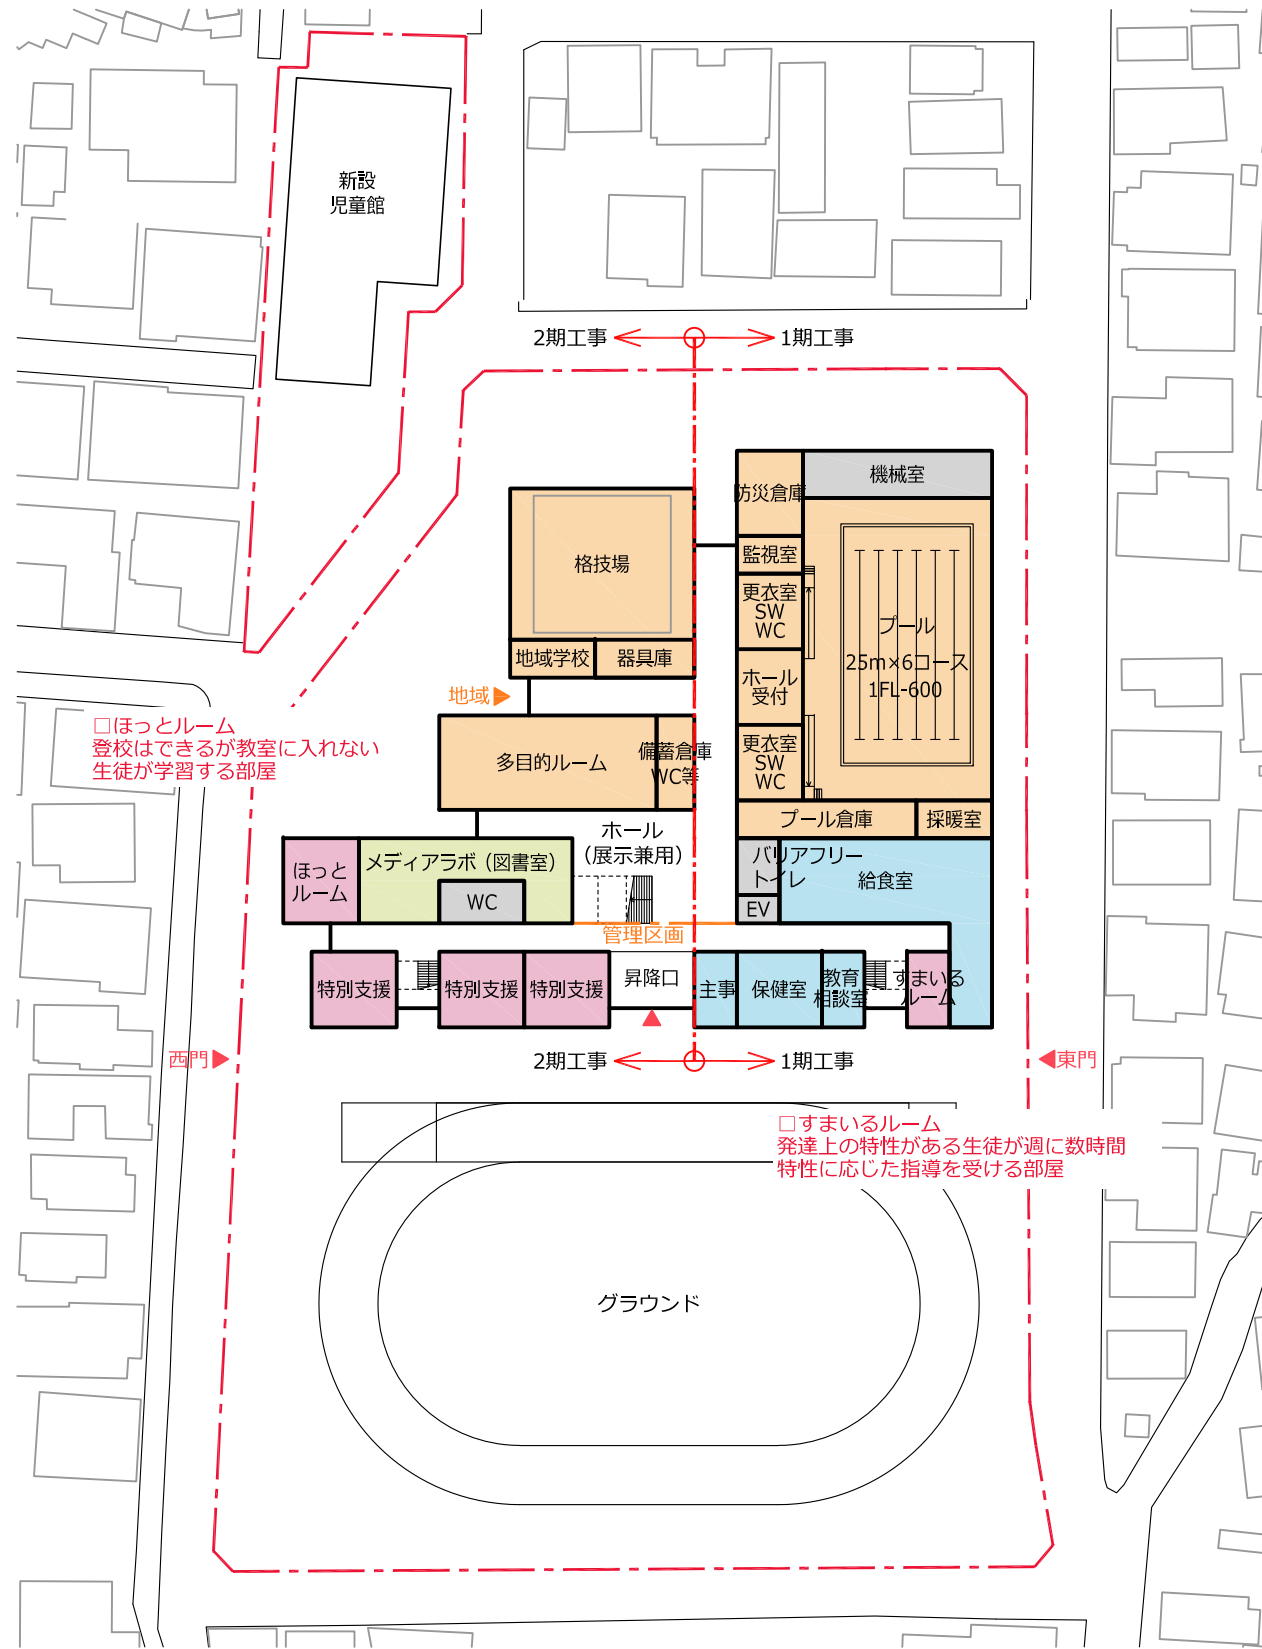 新設
児童館
2期工事
1期工事
機械室
防災倉庫
監視室
格技場
更衣室
SW
WC
プール
25m×6コース
1FL-600
地域学校
器具庫
ホール
受付
地域
□ほっとルーム
登校はできるが教室に入れない
生徒が学習する部屋
多目的ルーム
備蓄倉庫
WC等
更衣室
SW
WC
プール倉庫
採暖室
ホール
（展示兼用）
ほっと
ルーム
メディアラボ（図書室）
WC
バリアフリー
トイレ
給食室
EV
管理区画
特別支援
特別支援
特別支援
昇降口
主事
保健室
教育
相談室
すまいる
ルーム
西門
2期工事
1期工事
東門
□すまいるルーム
発達上の特性がある生徒が週に数時間
特性に応じた指導を受ける部屋
グラウンド